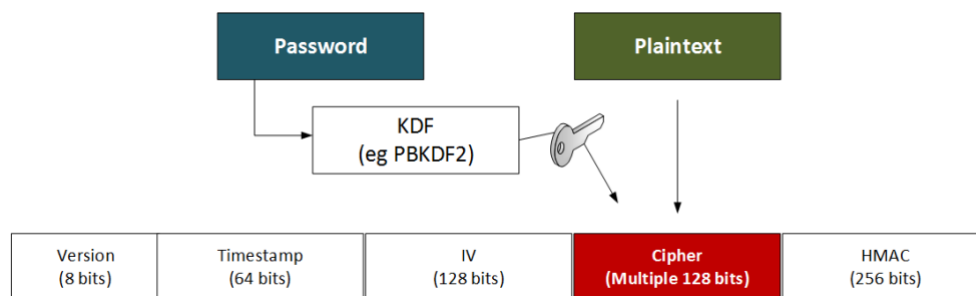 Password
Plaintext
KDF
(eg PBKDF2)
Version
(8 bits)
Timestamp
(64 bits)
IV
(128 bits)
Cipher
(Multiple 128 bits)
HMAC
(256 bits)